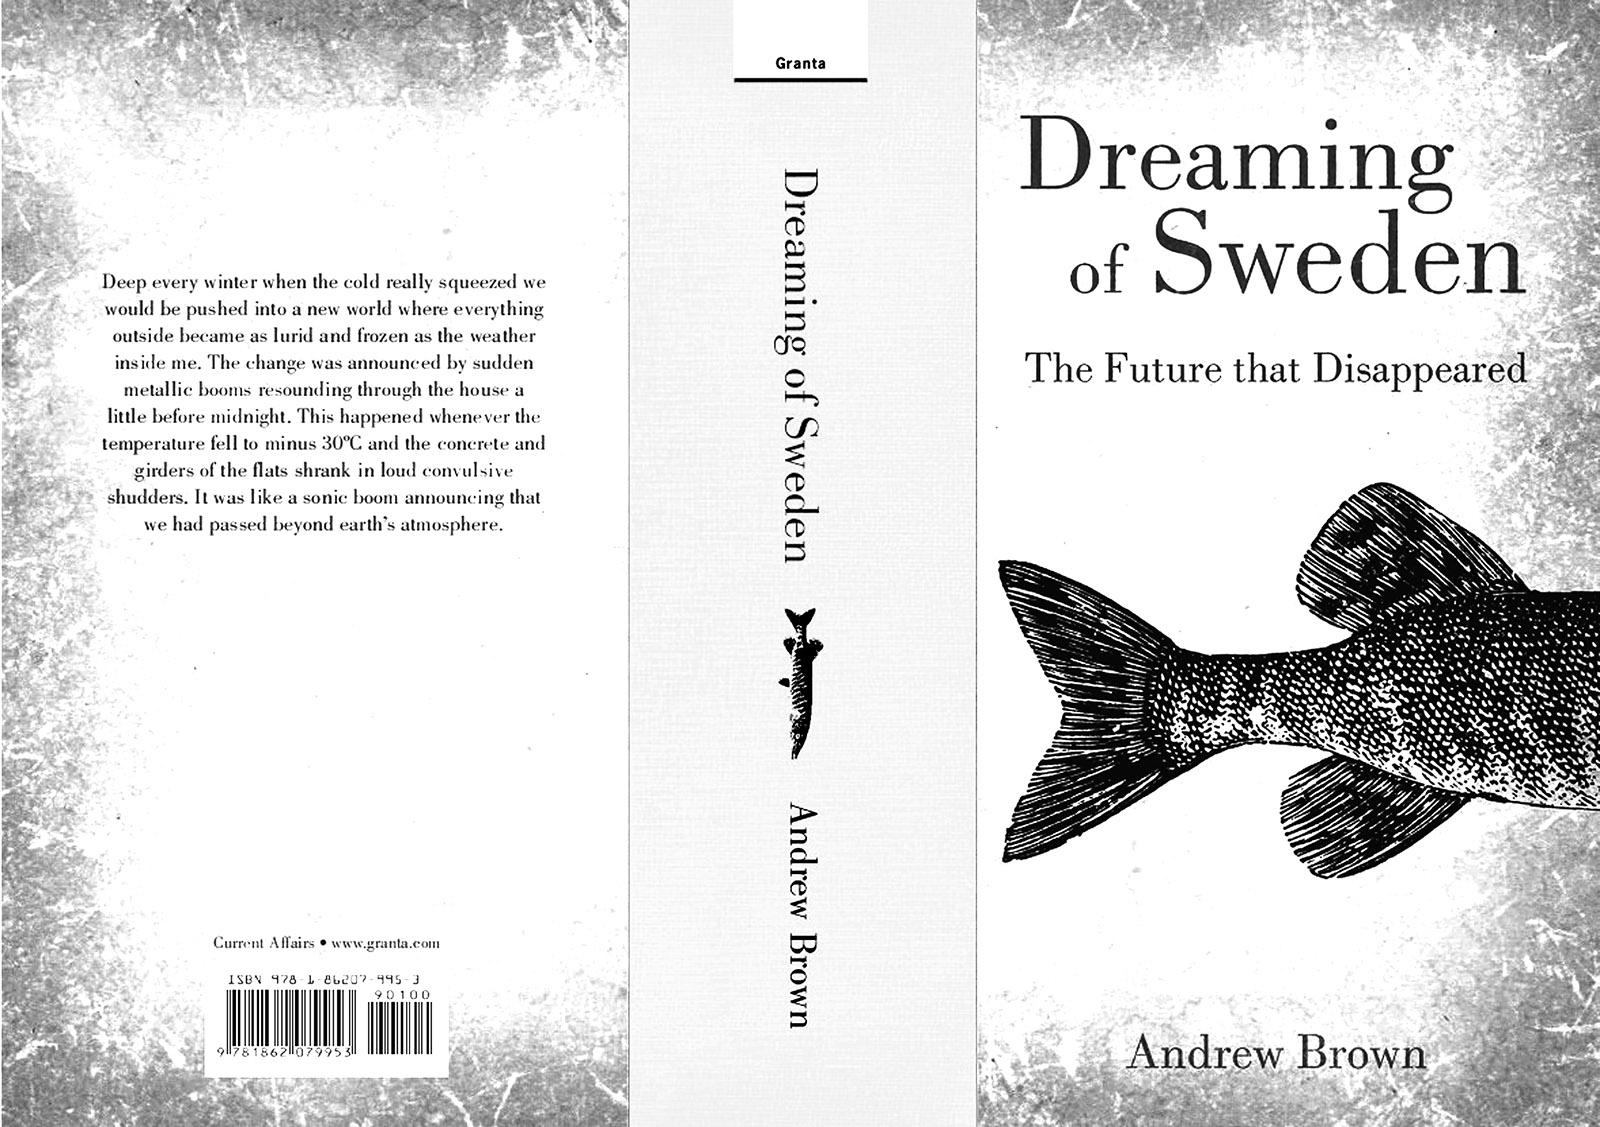 Deep every winter when the cold really squeezed we
would be pushed into a new world where everything
outside became as lurid and frozen as the weather
inside me. The change was announced by sudden
metallic booms resounding through the house a
little before midnight. This happened whenever the
temperature fell to minus 30°C and the concrete and
girders of the flats shrank in loud convulsive
shudders. It was like a sonic boom announcing that
we had passed beyond earth's atmosphere.
Current Affairs • www.granta.com
ISBN 978-1-86207-995-3
90100
9 781862 079953
Granta
Dreaming of Sweden
Andrew Brown
Dreaming
of Sweden
The Future that Disappeared
Andrew Brown